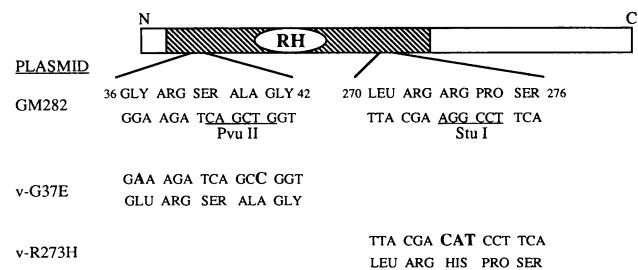 N C
RH
PLASMID
36 GLY ARG SER ALA GLY 42 270 LEU ARG ARG PRO SER 276
GM282
GGA AGA TCA GCT GGT TTA CGA AGG CCT TCA
Pvu II Stu I
GAA AGA TCA GCC GGT
v-G37E
GLU ARG SER ALA GLY
TTA CGA CAT CCT TCA
v-R273H
LEU ARG HIS PRO SER